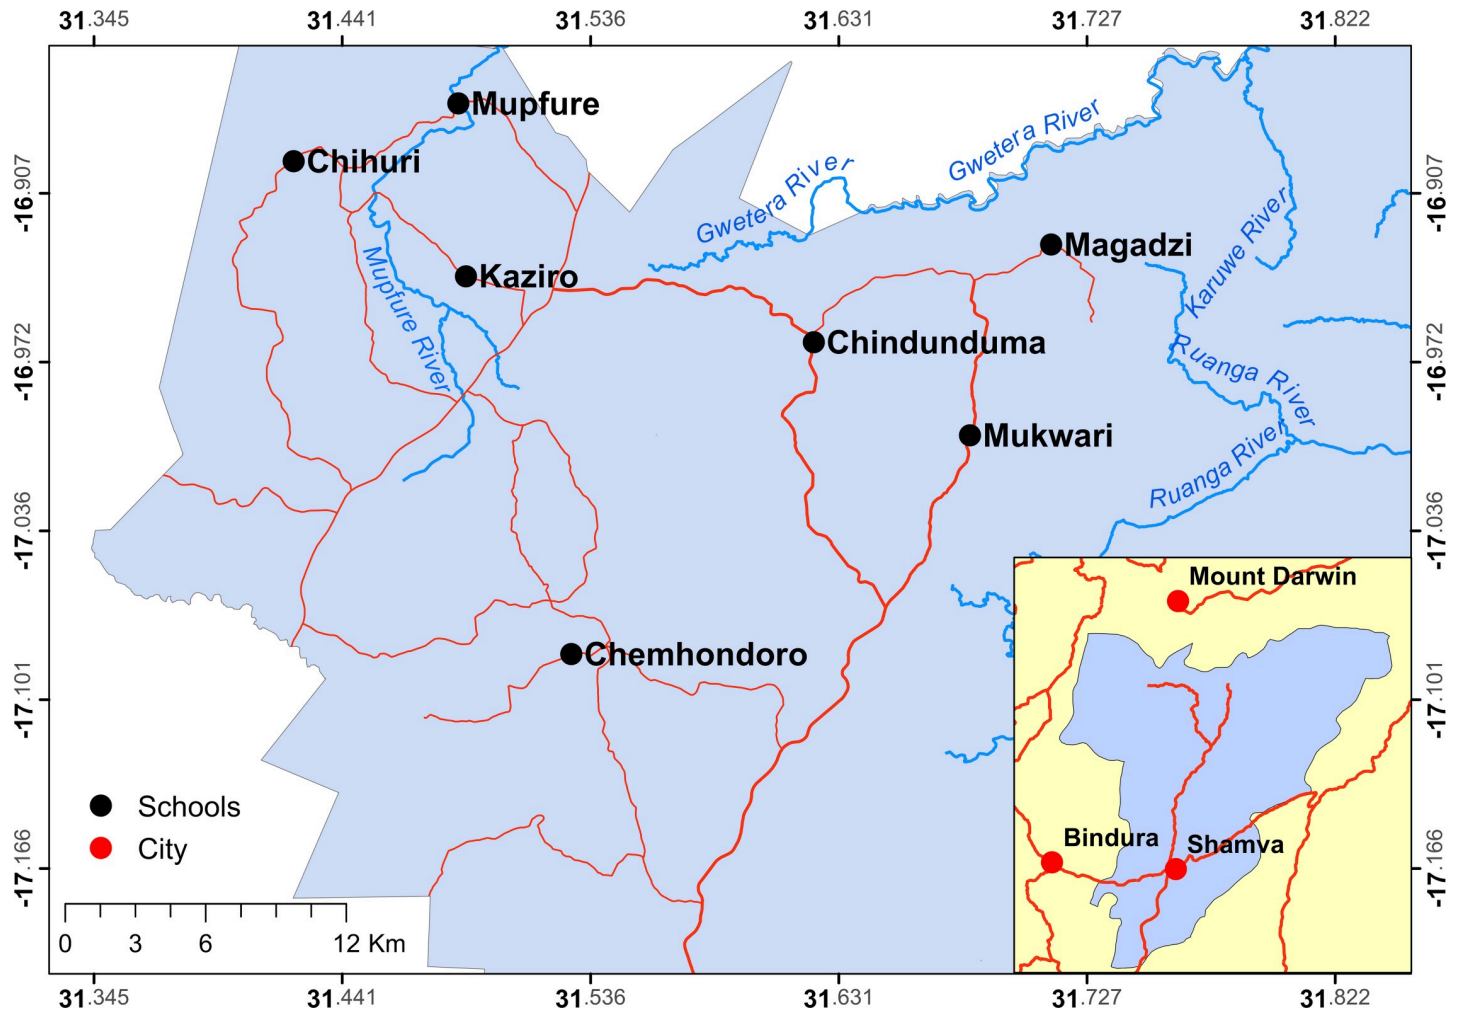 31.345 31.441 31.536 31.631 31.727 31.822
Mupfure
Gwetera River
Chihuri
Gwetera River
-16.907
-16.907
Karuwe River
Magadzi
Kaziro
Mupfure River
Chindunduma
-16.972
-16.972
Ruanga River
Mukwari
Ruanga River
-17.036
-17.036
Mount Darwin
Chemhondoro
-17.101
-17.101
Schools
City
Bindura
Shamva
-17.166
-17.166
0 3 6 12 Km
31.345 31.441 31.536 31.631 31.727 31.822